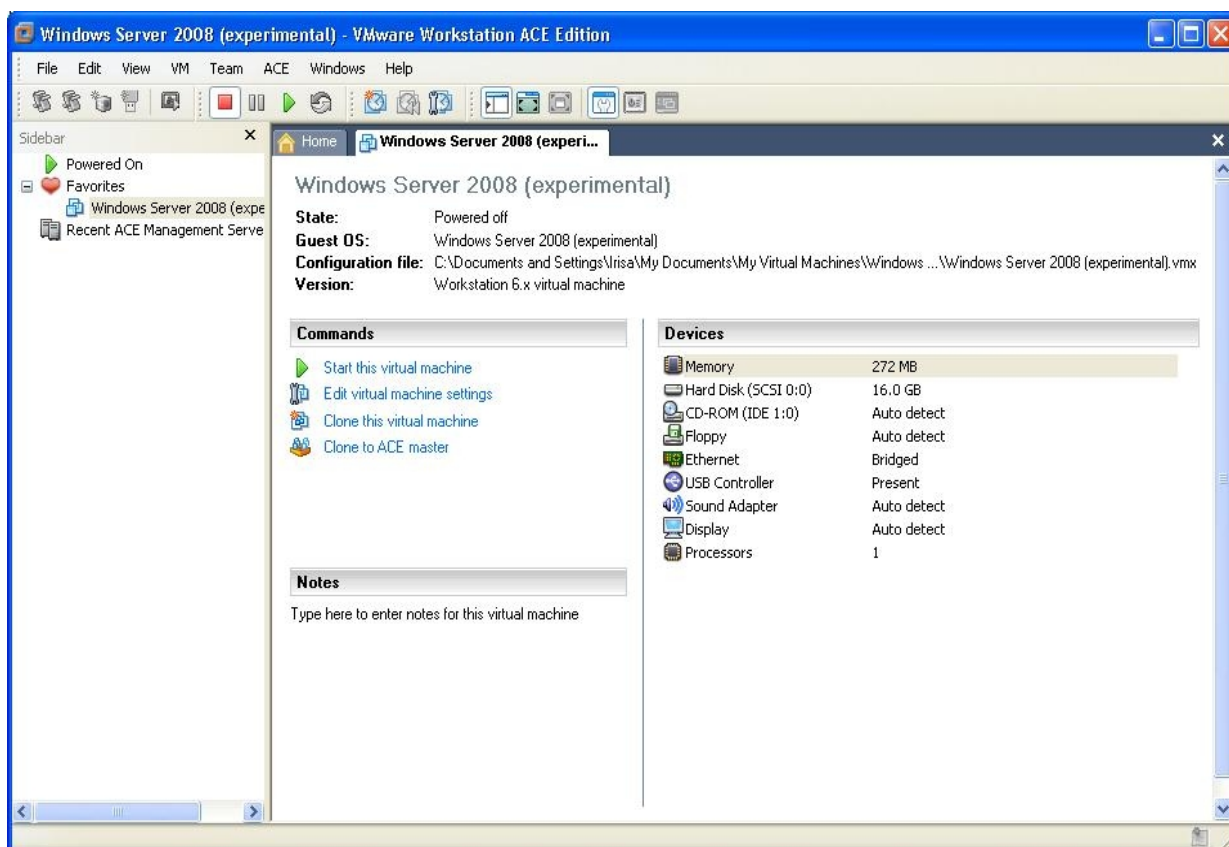 Windows Server 2008 (experimental) - VMware Workstation ACE Edition
File Edit View VM Team ACE Windows Help
Sidebar
Powered On
Favorites
Windows Server 2008 (expe
Recent ACE Management Serve
Home
Windows Server 2008 (experi...
Windows Server 2008 (experimental)
State: Powered off
Guest OS: Windows Server 2008 (experimental)
Configuration file: C:\Documents and Settings\Irisa\My Documents\My Virtual Machines\Windows ...\Windows Server 2008 (experimental).vmx
Version: Workstation 6.x virtual machine
Commands
Start this virtual machine
Edit virtual machine settings
Clone this virtual machine
Clone to ACE master
Notes
Type here to enter notes for this virtual machine
Devices
Memory 272 MB
Hard Disk (SCSI 0:0) 16.0 GB
CD-ROM (IDE 1:0) Auto detect
Floppy Auto detect
Ethernet Bridged
USB Controller Present
Sound Adapter Auto detect
Display Auto detect
Processors 1